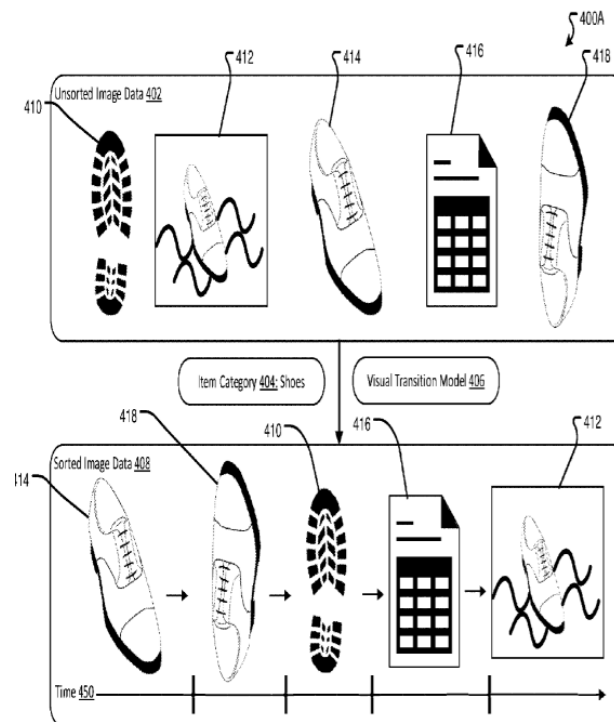 400A
412
414
416
418
Unsorted Image Data 402
410
Item Category 404: Shoes
Visual Transition Model 406
418
410
416
412
Sorted Image Data 408
414
Time 450